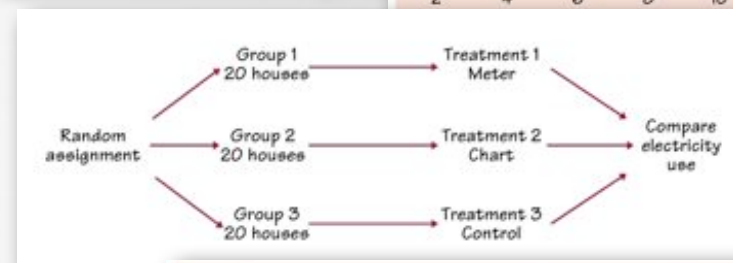 Group 1
20 houses
Treatment 1
Meter
Random
assignment
Group 2
20 houses
Treatment 2
Chart
Compare
electricity
use
Group 3
20 houses
Treatment 3
Control